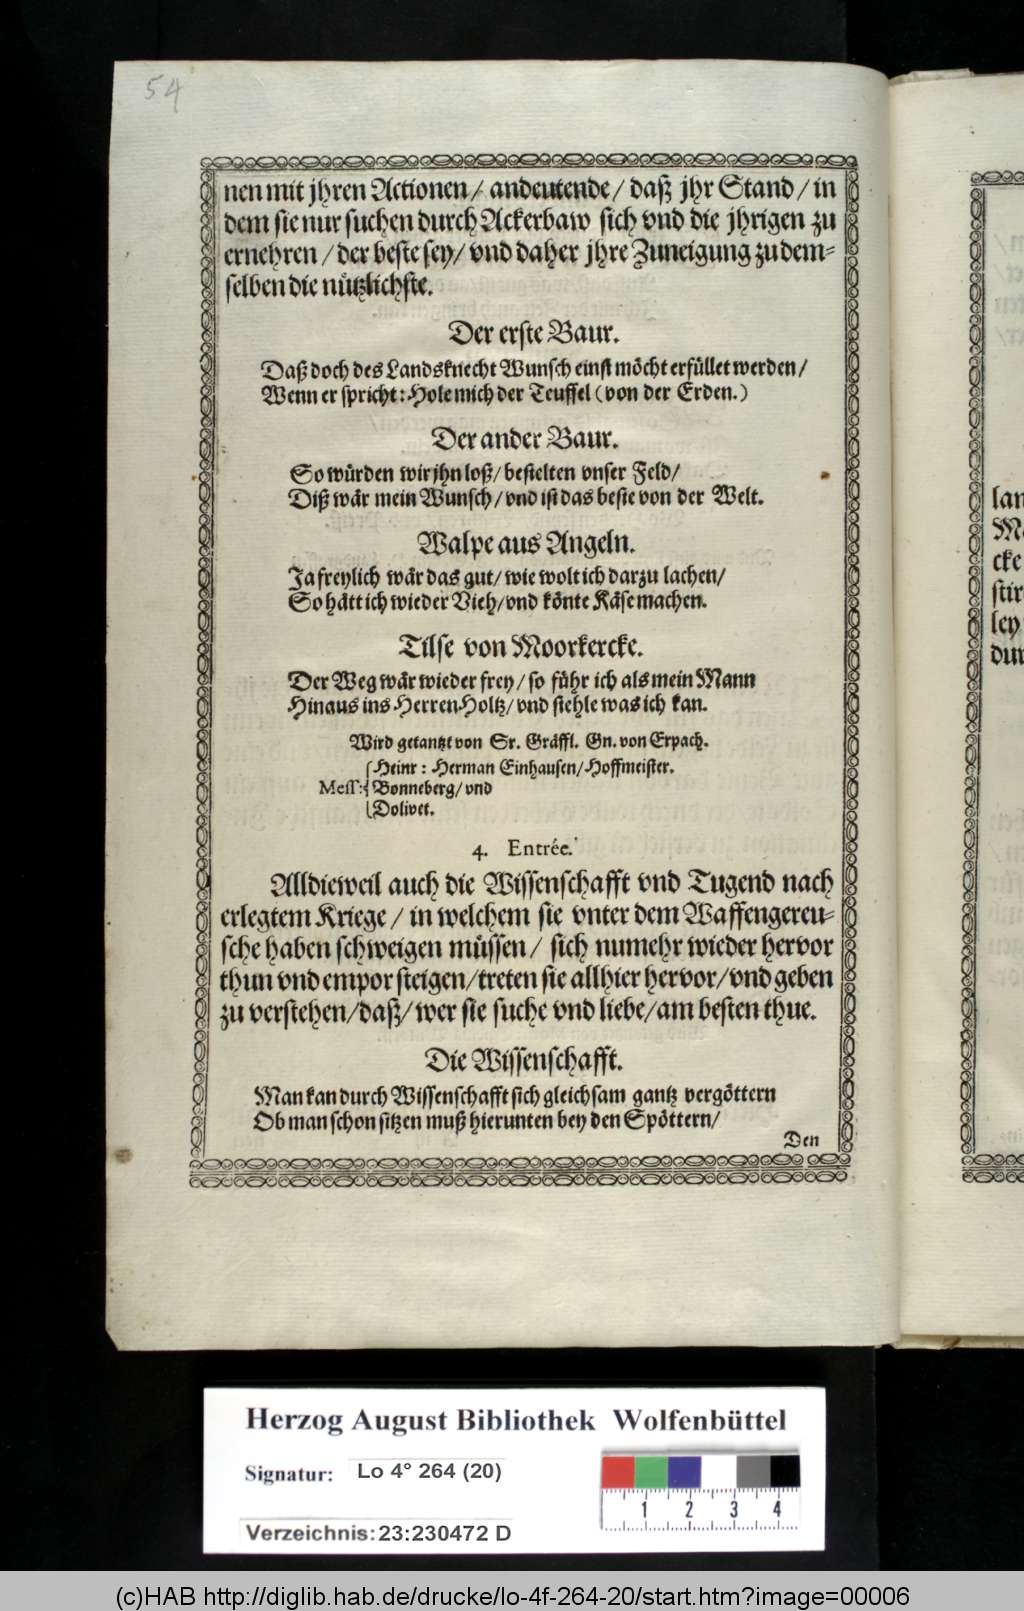 54
nen mit jhren Actionen / andeutende / daß jhr Stand / in
dem sie nur suchen durch Ackerbaw sich vnd die jhrigen zu
ernehren / der beste sey / vnd daher jhre Zuneigung zu dem-
selben die nützlichste.
Der erste Baur.
Daß doch des Landsknecht Wunsch einst möcht erfüllet werden /
Wenn er spricht: Hole mich der Teuffel (von der Erden.)
Der ander Baur.
So würden wir jhn loß / bestelten vnser Feld /
Diß wär mein Wunsch / vnd ist das beste von der Welt.
Walpe aus Angeln.
Ja freylich wär das gut / wie wolt ich darzu lachen /
So hätt ich wieder Vieh / vnd könte Käse machen.
Tilse von Moorkercke.
Der Weg wär wieder frey / so führ ich als mein Mann
Hinaus ins Herren Holtz / vnd stehle was ich kan.
Wird getantzt von Sr. Gräffl. Gn. von Erpach.
Heinr: Herman Einhausen / Hoffmeister.
Mess: Bonneberg / vnd
Dolivet.
4. Entrée.
Alldieweil auch die Wissenschafft vnd Tugend nach
erlegtem Kriege / in welchem sie vnter dem Waffengereu-
sche haben schweigen müssen / sich numehr wieder hervor
thun vnd empor steigen / treten sie allhier hervor / vnd geben
zu verstehen / daß / wer sie suche vnd liebe / am besten thue.
Die Wissenschafft.
Man kan durch Wissenschafft sich gleichsam gantz vergöttern
Ob man schon sitzen muß hierunten bey den Spöttern /
Den
lan
cke
stir
ley
dur
Herzog August Bibliothek Wolfenbüttel
Signatur: Lo 4° 264 (20)
1 2 3 4
Verzeichnis: 23:230472 D
(c)HAB http://diglib.hab.de/drucke/lo-4f-264-20/start.htm?image=00006